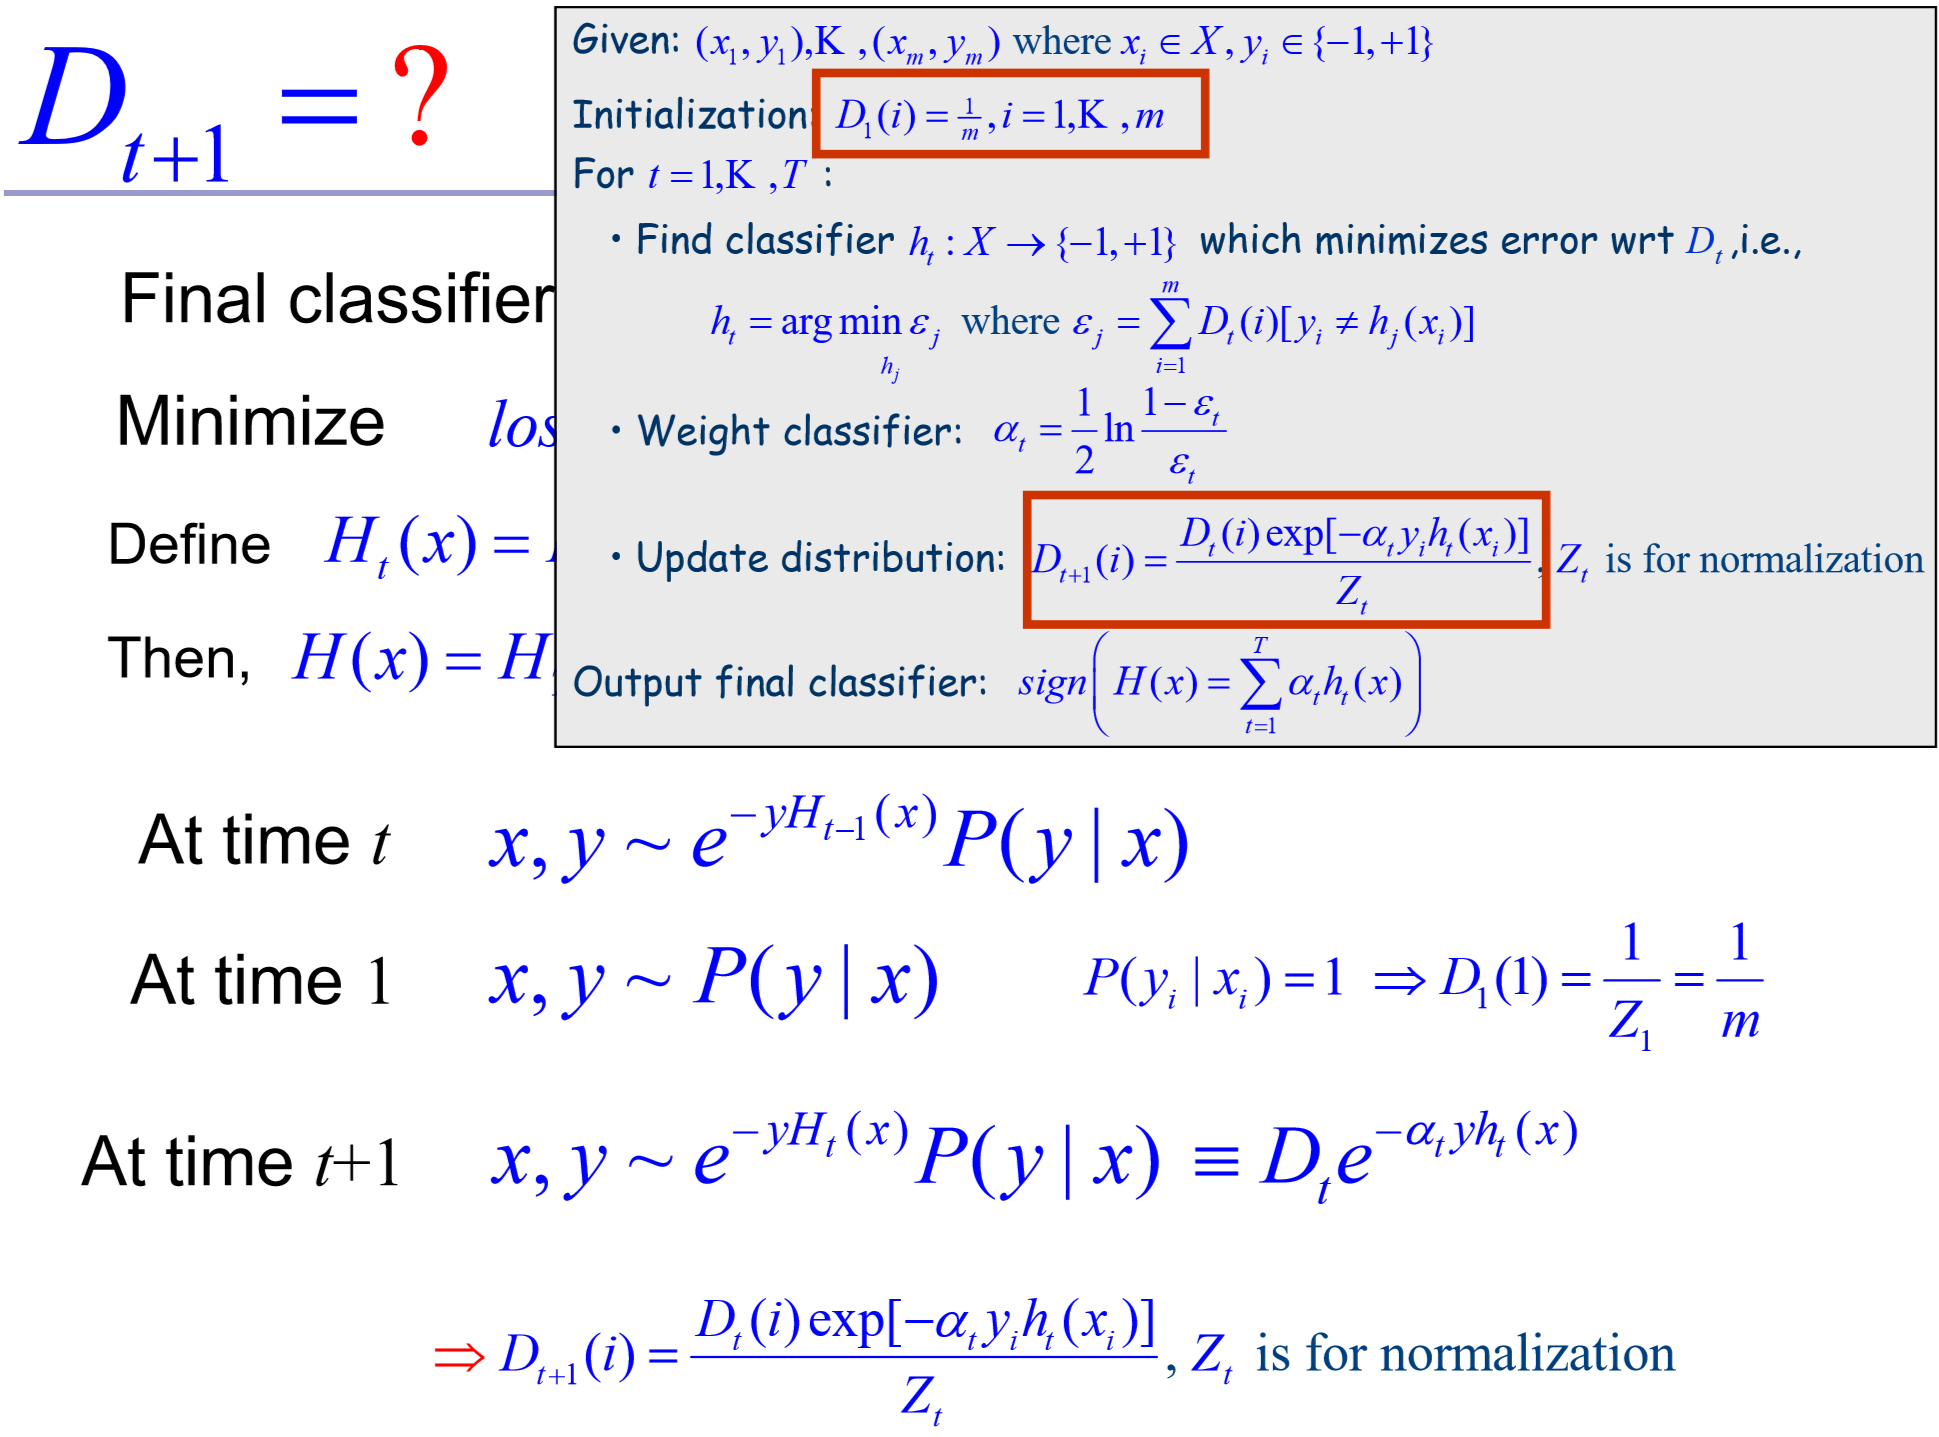 D_{t+1} = ?
Given: (x_1, y_1),K ,(x_m, y_m) where x_i ∈ X, y_i ∈ {−1,+1}
Initialization: D_1(i) = 1/m, i = 1,K ,m
For t = 1,K ,T :
• Find classifier h_t : X → {−1,+1} which minimizes error wrt D_t ,i.e.,
h_t = arg min_{h_j} ε_j where ε_j = ∑_{i=1}^{m} D_t(i)[y_i ≠ h_j(x_i)]
• Weight classifier: α_t = 1/2 ln (1−ε_t)/ε_t
• Update distribution: D_{t+1}(i) = D_t(i) exp[−α_t y_i h_t(x_i)] / Z_t , Z_t is for normalization
Output final classifier: sign( H(x) = ∑_{t=1}^{T} α_t h_t(x) )
Final classifier
Minimize los
Define H_t(x) =
Then, H(x) = H
At time t x, y ~ e^{−yH_{t−1}(x)} P(y | x)
At time 1 x, y ~ P(y | x) P(y_i | x_i) = 1 ⇒ D_1(1) = 1/Z_1 = 1/m
At time t+1 x, y ~ e^{−yH_t(x)} P(y | x) ≡ D_t e^{−α_t yh_t(x)}
⇒ D_{t+1}(i) = D_t(i) exp[−α_t y_i h_t(x_i)] / Z_t , Z_t is for normalization